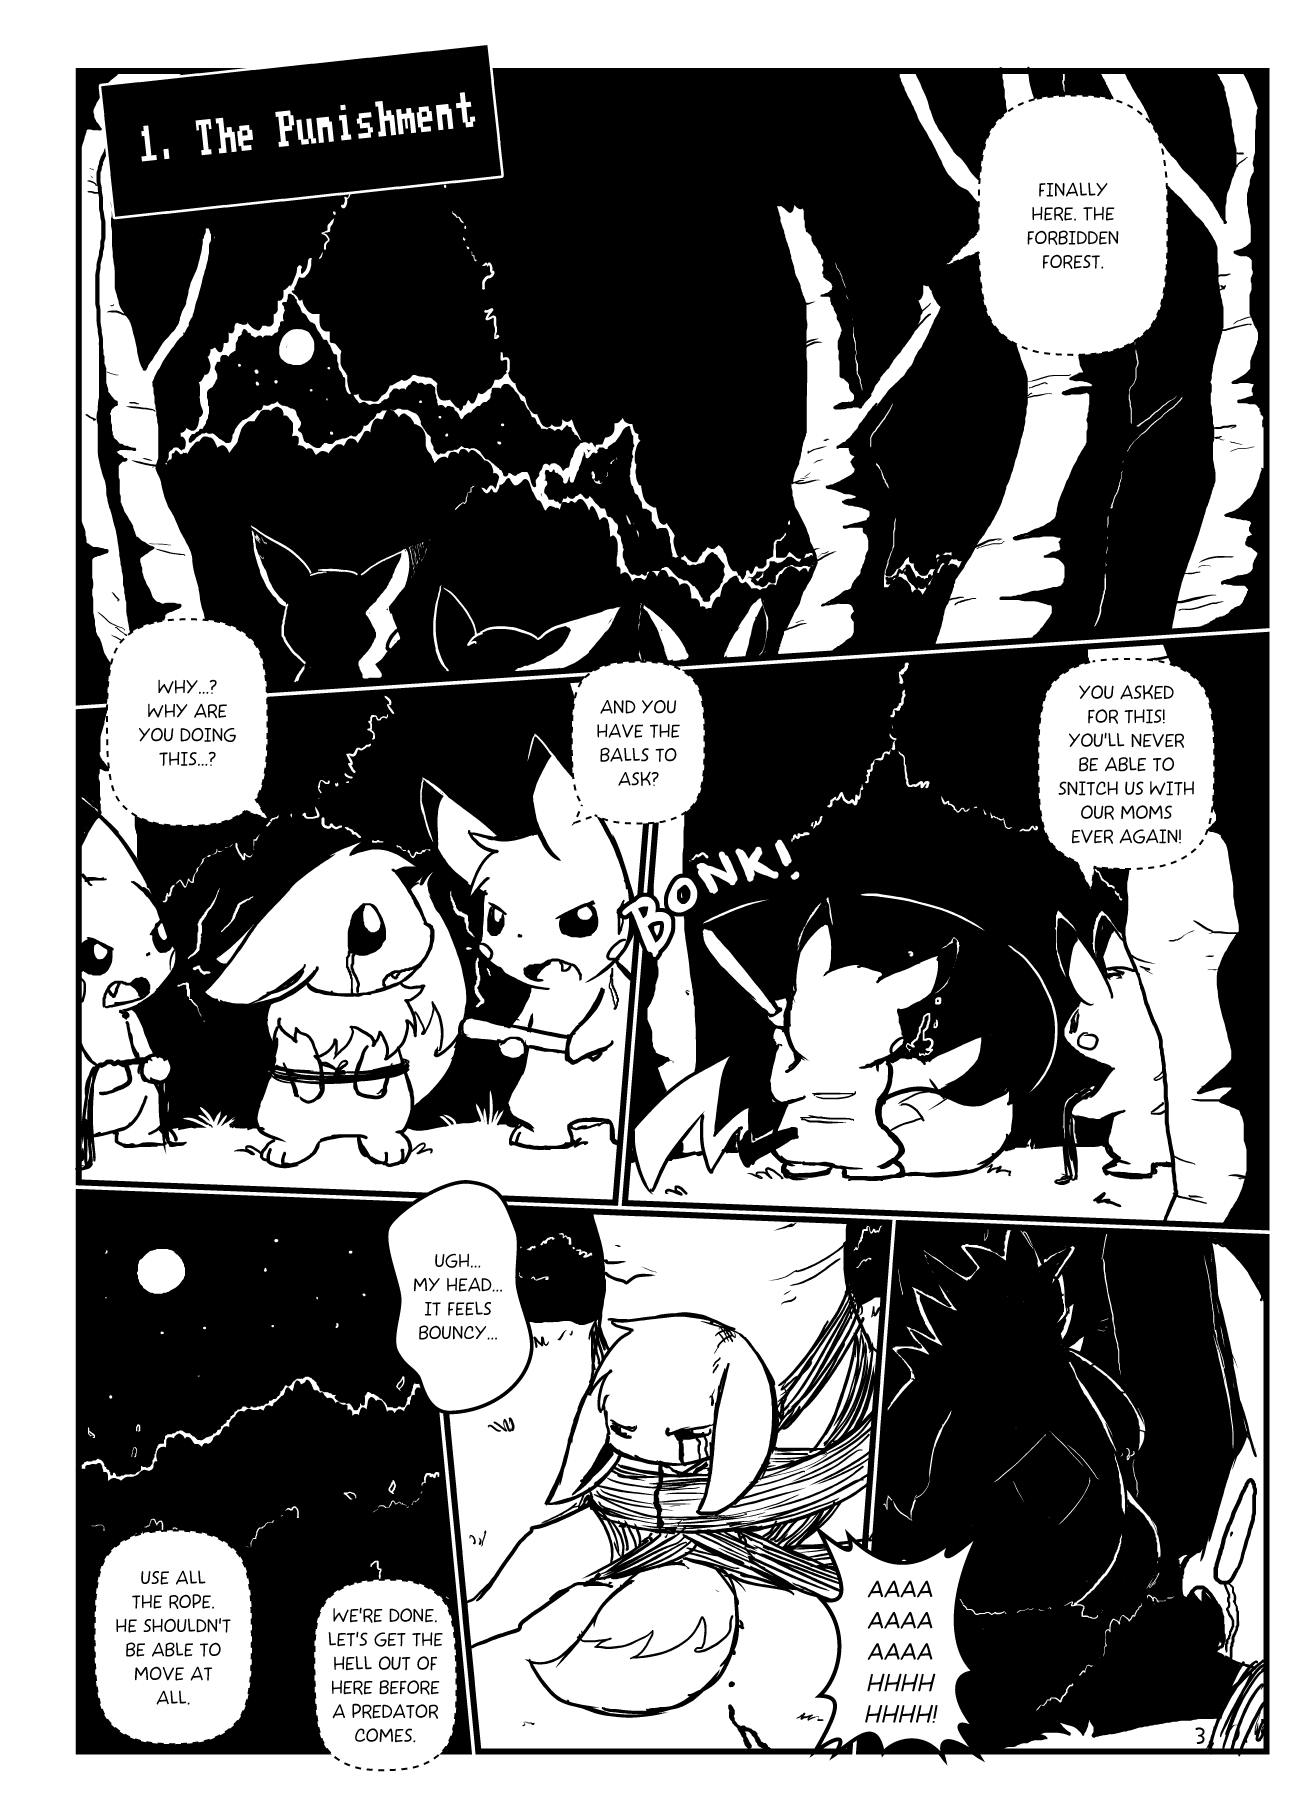 1. The Punishment
FINALLY
HERE. THE
FORBIDDEN
FOREST.
WHY...?
WHY ARE
YOU DOING
THIS...?
AND YOU
HAVE THE
BALLS TO
ASK?
BONK!
YOU ASKED
FOR THIS!
YOU'LL NEVER
BE ABLE TO
SNITCH US WITH
OUR MOMS
EVER AGAIN!
USE ALL
THE ROPE.
HE SHOULDN'T
BE ABLE TO
MOVE AT
ALL.
WE'RE DONE.
LET'S GET THE
HELL OUT OF
HERE BEFORE
A PREDATOR
COMES.
UGH...
MY HEAD...
IT FEELS
BOUNCY...
AAAA
AAAA
AAAA
HHHH
HHHH!
3